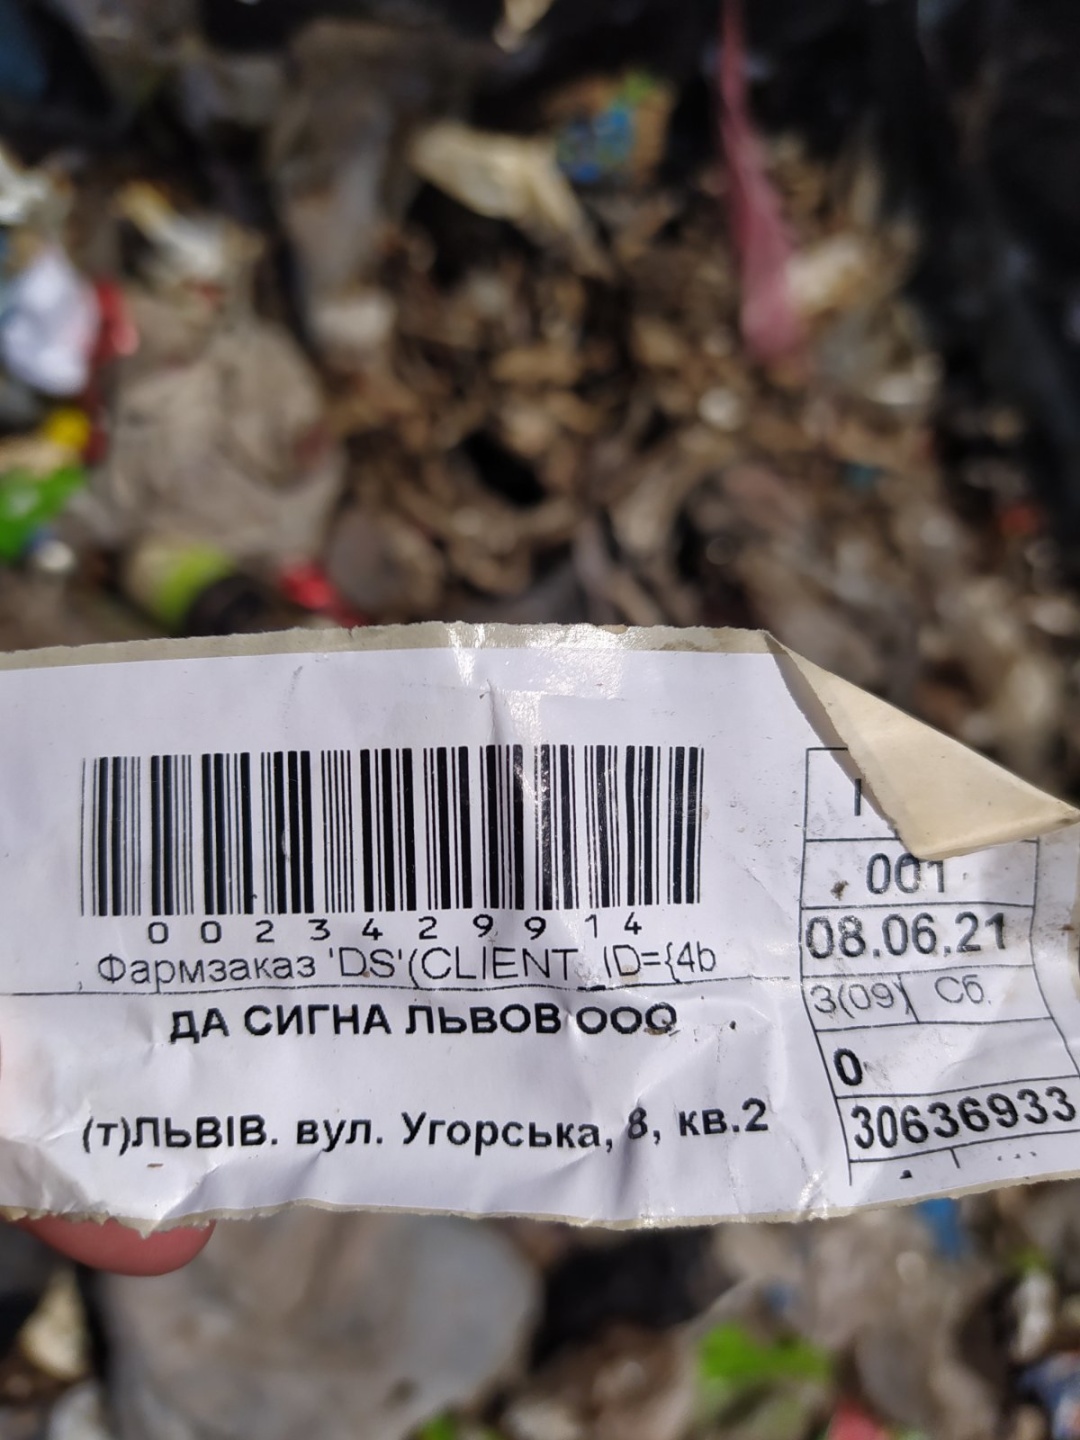 0023429914
Фармзаказ 'DS'(CLIENT_ID={4b
ДА СИГНА ЛЬВОВ ООО
(т)ЛЬВІВ. вул. Угорська, 8, кв.2
001
08.06.21
3(09) Сб.
0
30636933